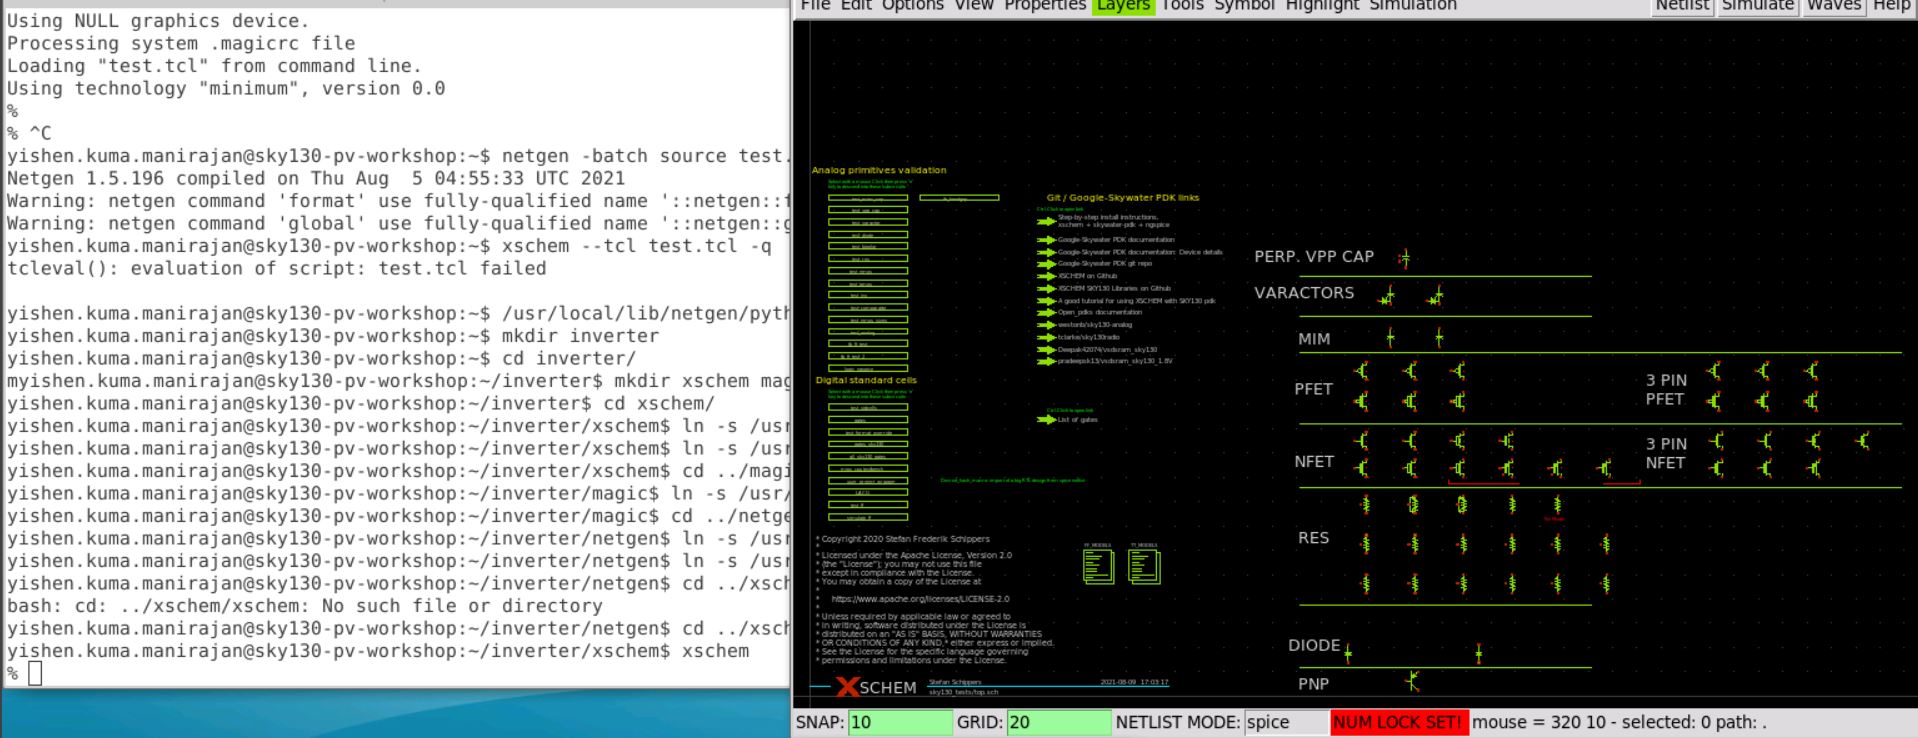 Using NULL graphics device.
Processing system .magicrc file
Loading "test.tcl" from command line.
Using technology "minimum", version 0.0
%
% ^C
yishen.kuma.manirajan@sky130-pv-workshop:~$ netgen -batch source test.
Netgen 1.5.196 compiled on Thu Aug  5 04:55:33 UTC 2021
Warning: netgen command 'format' use fully-qualified name '::netgen::f
Warning: netgen command 'global' use fully-qualified name '::netgen::g
yishen.kuma.manirajan@sky130-pv-workshop:~$ xschem --tcl test.tcl -q
tcleval(): evaluation of script: test.tcl failed
yishen.kuma.manirajan@sky130-pv-workshop:~$ /usr/local/lib/netgen/pyth
yishen.kuma.manirajan@sky130-pv-workshop:~$ mkdir inverter
yishen.kuma.manirajan@sky130-pv-workshop:~$ cd inverter/
myishen.kuma.manirajan@sky130-pv-workshop:~/inverter$ mkdir xschem mag
yishen.kuma.manirajan@sky130-pv-workshop:~/inverter$ cd xschem/
yishen.kuma.manirajan@sky130-pv-workshop:~/inverter/xschem$ ln -s /usr
yishen.kuma.manirajan@sky130-pv-workshop:~/inverter/xschem$ ln -s /usr
yishen.kuma.manirajan@sky130-pv-workshop:~/inverter/xschem$ cd ../magi
yishen.kuma.manirajan@sky130-pv-workshop:~/inverter/magic$ ln -s /usr/
yishen.kuma.manirajan@sky130-pv-workshop:~/inverter/magic$ cd ../netge
yishen.kuma.manirajan@sky130-pv-workshop:~/inverter/netgen$ ln -s /usr
yishen.kuma.manirajan@sky130-pv-workshop:~/inverter/netgen$ ln -s /usr
yishen.kuma.manirajan@sky130-pv-workshop:~/inverter/netgen$ cd ../xsch
bash: cd: ../xschem/xschem: No such file or directory
yishen.kuma.manirajan@sky130-pv-workshop:~/inverter/netgen$ cd ../xsch
yishen.kuma.manirajan@sky130-pv-workshop:~/inverter/xschem$ xschem
%
File Edit Options View Properties Layers Tools Symbol Highlight Simulation Netlist Simulate Waves Help
Analog primitives validation
Git / Google-Skywater PDK links
Step-by-step install instructions,
xschem + skywater-pdk + ngspice
Google-Skywater PDK documentation
Google-Skywater PDK documentation: Device details
Google-Skywater PDK git repo
XSCHEM on Github
XSCHEM SKY130 Libraries on Github
A good tutorial for using XSCHEM with SKY130 pdk
Open_pdks documentation
westonb/sky130-analog
tclarke/sky130radio
Deepak42074/vsdsram_sky130
pradeepsk13/vsdsram_sky130_1.8V
Digital standard cells
List of gates
* Copyright 2020 Stefan Frederik Schippers
*
* Licensed under the Apache License, Version 2.0
* (the "License"); you may not use this file
* except in compliance with the License.
* You may obtain a copy of the License at
*
* https://www.apache.org/licenses/LICENSE-2.0
*
* Unless required by applicable law or agreed to
* in writing, software distributed under the License is
* distributed on an "AS IS" BASIS, WITHOUT WARRANTIES
* OR CONDITIONS OF ANY KIND,* either express or implied.
* See the License for the specific language governing
* permissions and limitations under the License.
TT_MODELS
XSCHEM
Stefan Schippers
2021-08-09 17:03:17
sky130_tests/top.sch
PERP. VPP CAP
VARACTORS
MIM
PFET
3 PIN
PFET
NFET
3 PIN
NFET
RES
DIODE
PNP
SNAP: 10 GRID: 20 NETLIST MODE: spice NUM LOCK SET! mouse = 320 10 - selected: 0 path: .